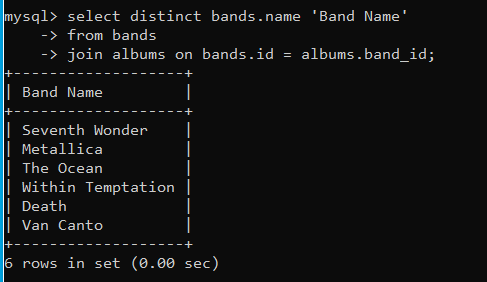 mysql> select distinct bands.name 'Band Name'
    -> from bands
    -> join albums on bands.id = albums.band_id;
+-------------------+
| Band Name         |
+-------------------+
| Seventh Wonder    |
| Metallica         |
| The Ocean         |
| Within Temptation |
| Death             |
| Van Canto         |
+-------------------+
6 rows in set (0.00 sec)